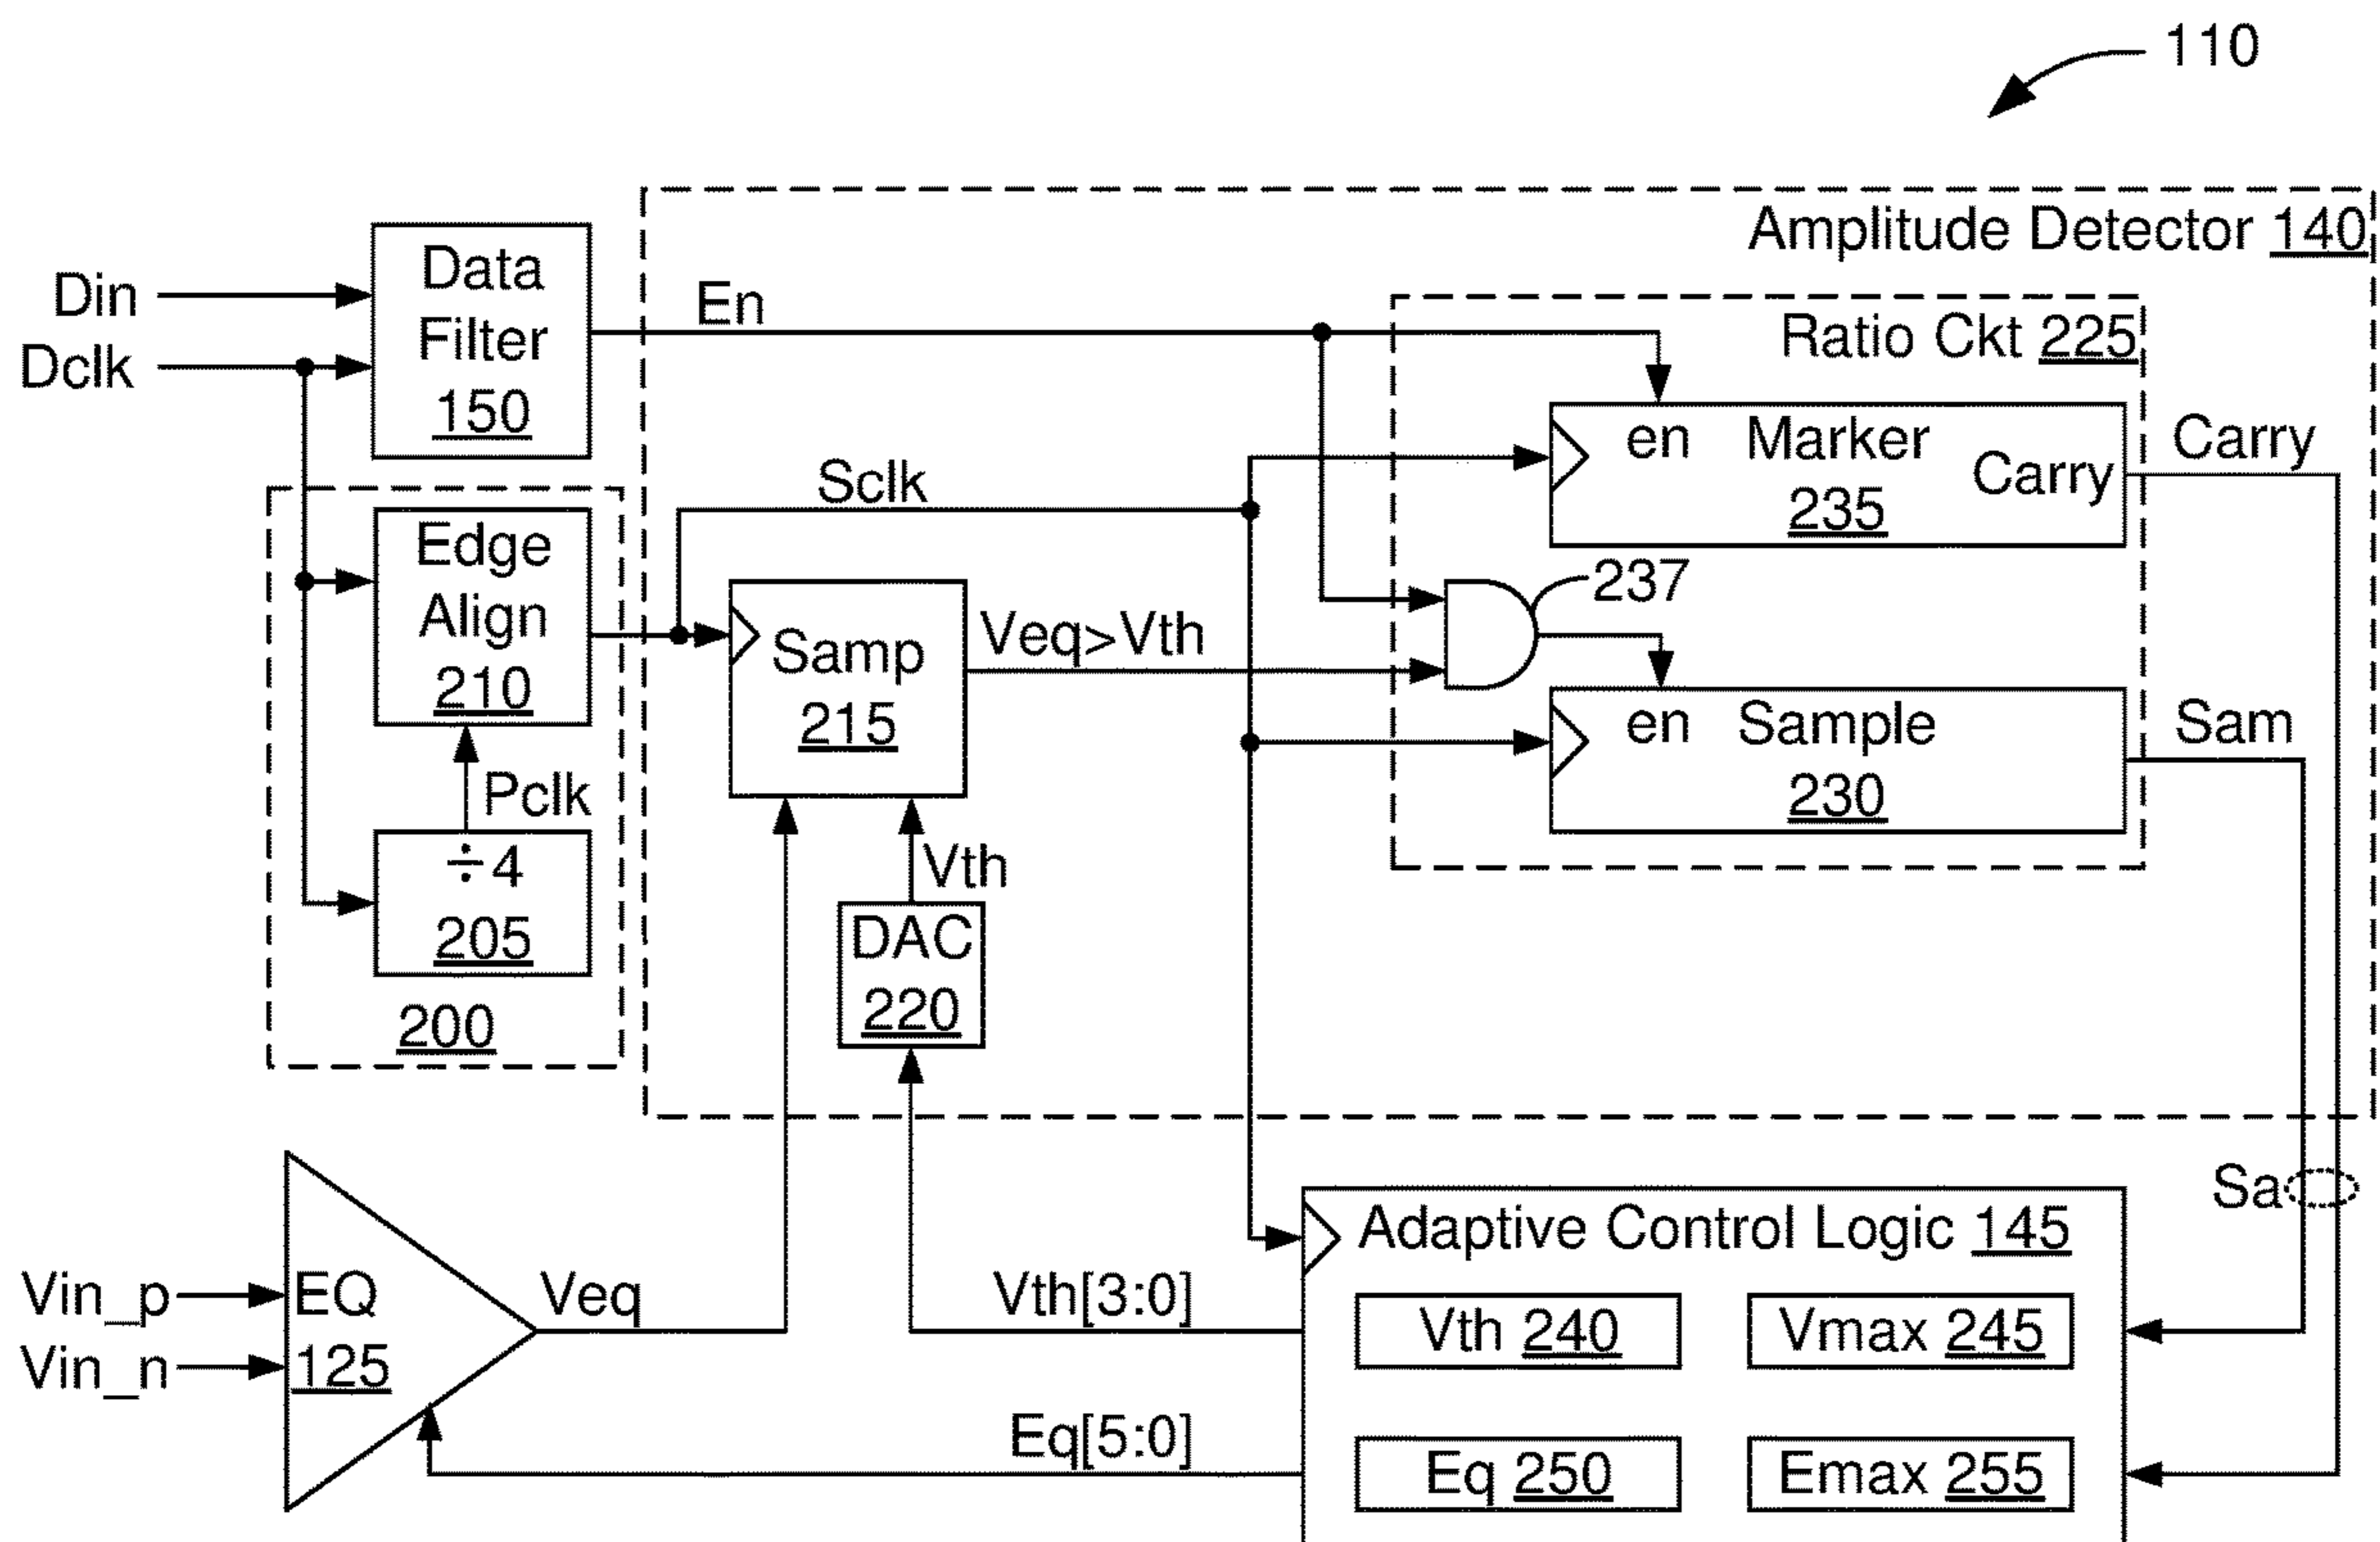 110
Amplitude Detector 140
Data
Filter
150
Din
Dclk
En
Ratio Ckt 225
en Marker
Carry
235
Carry
Sclk
Edge
Align
210
237
Samp
215
Veq>Vth
en Sample
230
Sam
Pclk
÷4
205
200
Vth
DAC
220
Sa
Adaptive Control Logic 145
Vin_p
Vin_n
EQ
125
Veq
Vth[3:0]
Vth 240
Vmax 245
Eq[5:0]
Eq 250
Emax 255